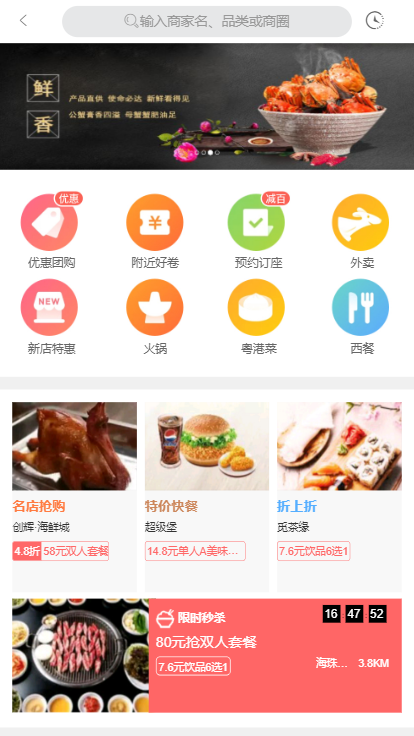 输入商家名、品类或商圈
鲜
香
产品直供 使命必达 新鲜看得见
公蟹膏香四溢 母蟹蟹肥油足
优惠
减百
优惠团购
附近好卷
预约订座
外卖
NEW
新店特惠
火锅
粤港菜
西餐
名店抢购
特价快餐
折上折
创辉·海鲜城
超级堡
觅茶缘
4.8折 58元双人套餐
14.8元单人A美味...
7.6元饮品6选1
限时秒杀
16 47 52
80元抢双人套餐
7.6元饮品6选1
海珠... 3.8KM
pepsi